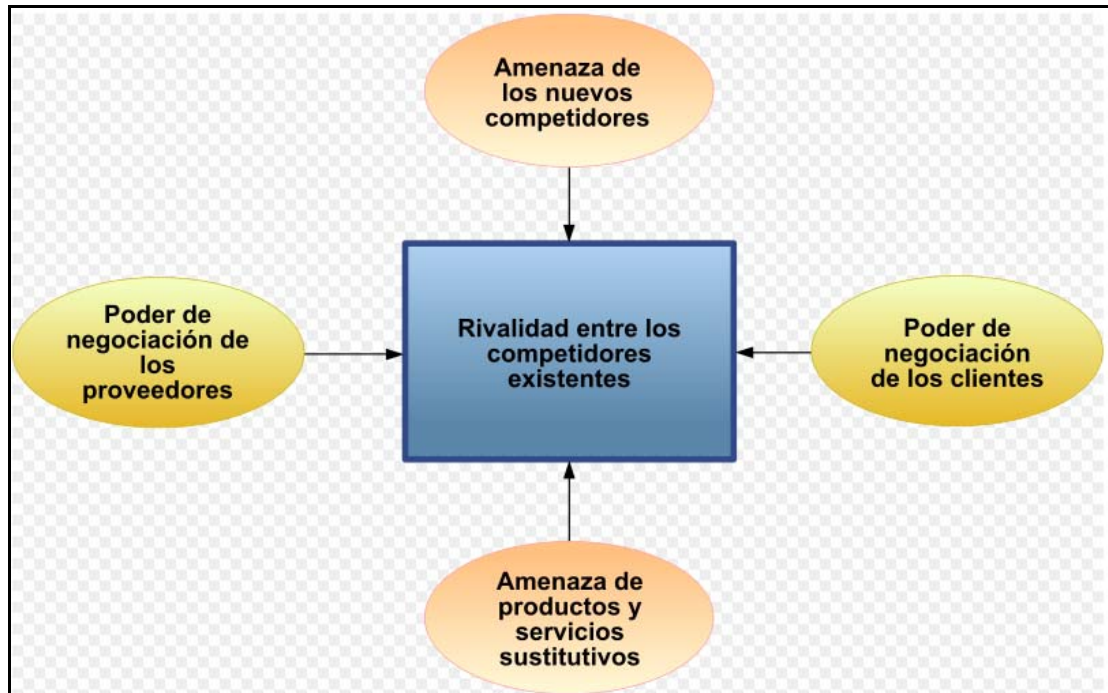 Amenaza de
los nuevos
competidores
Poder de
negociación de
los
proveedores
Rivalidad entre los
competidores
existentes
Poder de
negociación
de los clientes
Amenaza de
productos y
servicios
sustitutivos